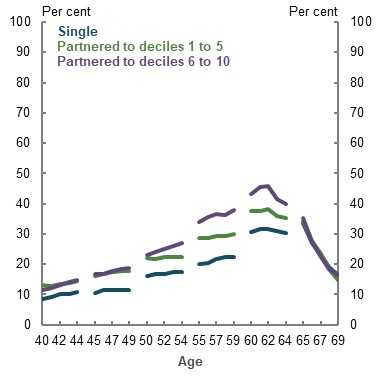 Per cent Per cent
100 100
Single
Partnered to deciles 1 to 5
90 90
Partnered to deciles 6 to 10
80 80
70 70
60 60
50 50
40 40
30 30
20 20
10 10
0 0
40 42 44 45 47 49 50 52 54 55 57 59 60 62 64 65 67 69
Age